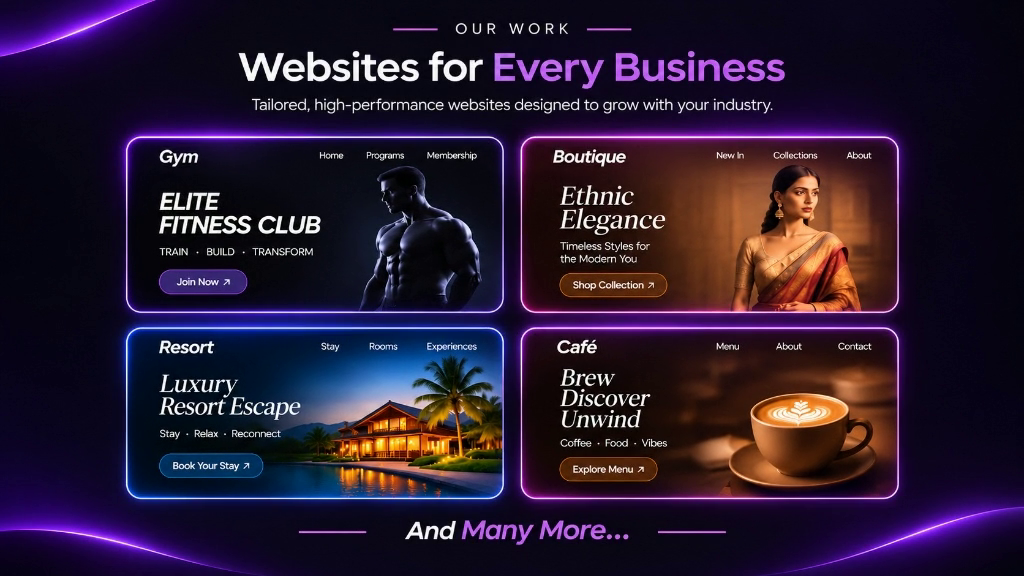 OUR WORK
Websites for Every Business
Tailored, high-performance websites designed to grow with your industry.
Gym
Home Programs Membership
ELITE
FITNESS CLUB
TRAIN · BUILD · TRANSFORM
Join Now ↗
Boutique
New In Collections About
Ethnic
Elegance
Timeless Styles for
the Modern You
Shop Collection ↗
Resort
Stay Rooms Experiences
Luxury
Resort Escape
Stay · Relax · Reconnect
Book Your Stay ↗
Café
Menu About Contact
Brew
Discover
Unwind
Coffee · Food · Vibes
Explore Menu ↗
And Many More...